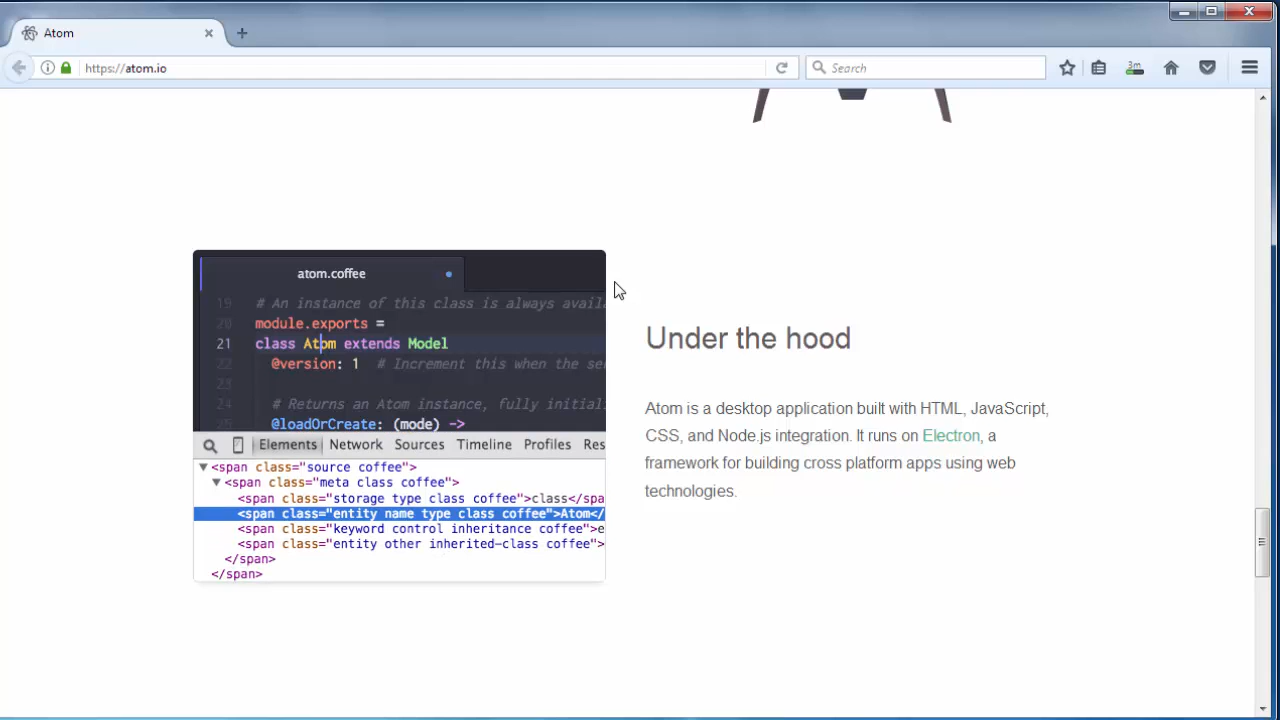 Atom
https://atom.io
Search
3m
atom.coffee
19 # An instance of this class is always avail
20 module.exports =
21 class Atom extends Model
22 @version: 1 # Increment this when the se
23
24 # Returns an Atom instance, fully initial
@loadOrCreate: (mode) ->
Elements Network Sources Timeline Profiles Res
<span class="source coffee">
<span class="meta class coffee">
<span class="storage type class coffee">class</spa
<span class="entity name type class coffee">Atom</
<span class="keyword control inheritance coffee">e
<span class="entity other inherited-class coffee">
</span>
</span>
Under the hood
Atom is a desktop application built with HTML, JavaScript,
CSS, and Node.js integration. It runs on Electron, a
framework for building cross platform apps using web
technologies.